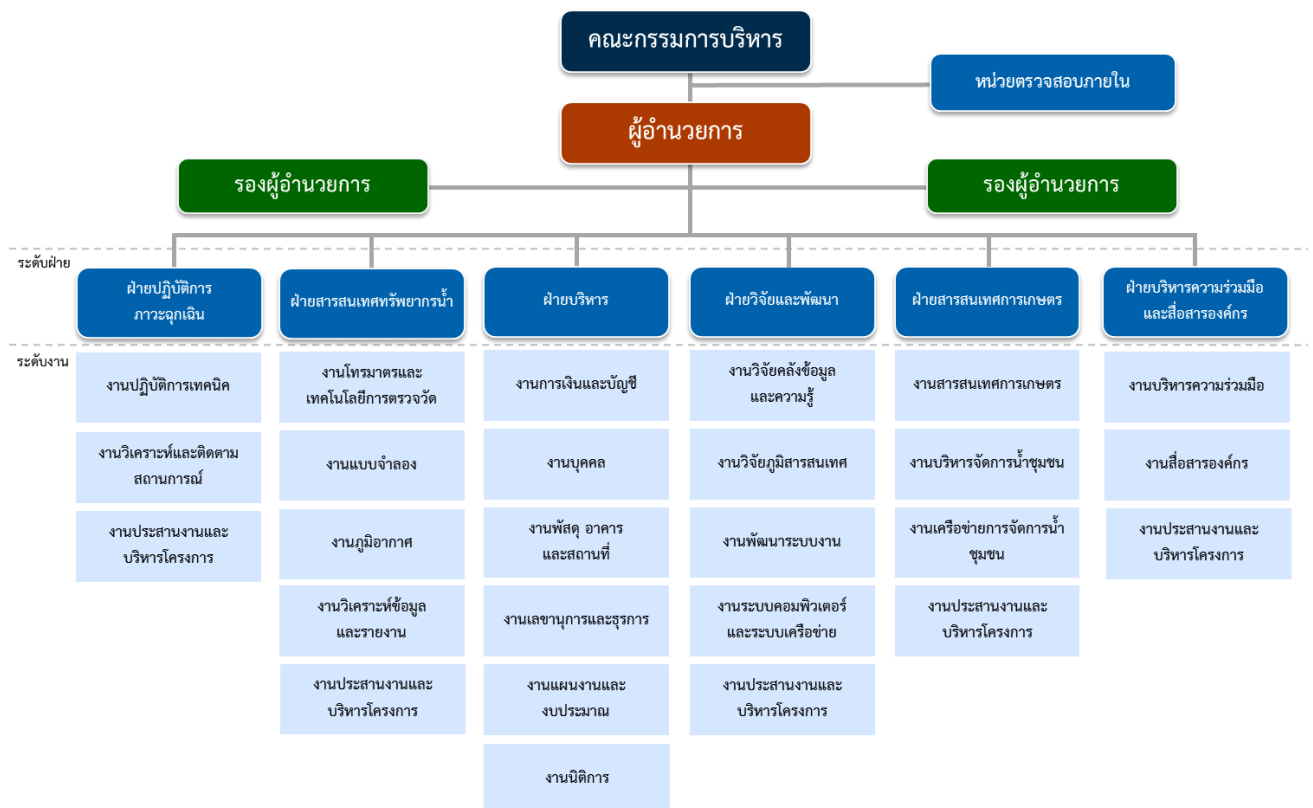 คณะกรรมการบริหาร
หน่วยตรวจสอบภายใน
ผู้อำนวยการ
รองผู้อำนวยการ
รองผู้อำนวยการ
ระดับฝ่าย
ฝ่ายปฏิบัติการ
ภาวะฉุกเฉิน
ฝ่ายสารสนเทศทรัพยากรน้ำ
ฝ่ายบริหาร
ฝ่ายวิจัยและพัฒนา
ฝ่ายสารสนเทศการเกษตร
ฝ่ายบริหารความร่วมมือ
และสื่อสารองค์กร
ระดับงาน
งานปฏิบัติการเทคนิค
งานวิเคราะห์และติดตาม
สถานการณ์
งานประสานงานและ
บริหารโครงการ
งานโทรมาตรและ
เทคโนโลยีการตรวจวัด
งานแบบจำลอง
งานภูมิอากาศ
งานวิเคราะห์ข้อมูล
และรายงาน
งานประสานงานและ
บริหารโครงการ
งานการเงินและบัญชี
งานบุคคล
งานพัสดุ อาคาร
และสถานที่
งานเลขานุการและธุรการ
งานแผนงานและ
งบประมาณ
งานนิติการ
งานวิจัยคลังข้อมูล
และความรู้
งานวิจัยภูมิสารสนเทศ
งานพัฒนาระบบงาน
งานระบบคอมพิวเตอร์
และระบบเครือข่าย
งานประสานงานและ
บริหารโครงการ
งานสารสนเทศการเกษตร
งานบริหารจัดการน้ำชุมชน
งานเครือข่ายการจัดการน้ำ
ชุมชน
งานประสานงานและ
บริหารโครงการ
งานบริหารความร่วมมือ
งานสื่อสารองค์กร
งานประสานงานและ
บริหารโครงการ